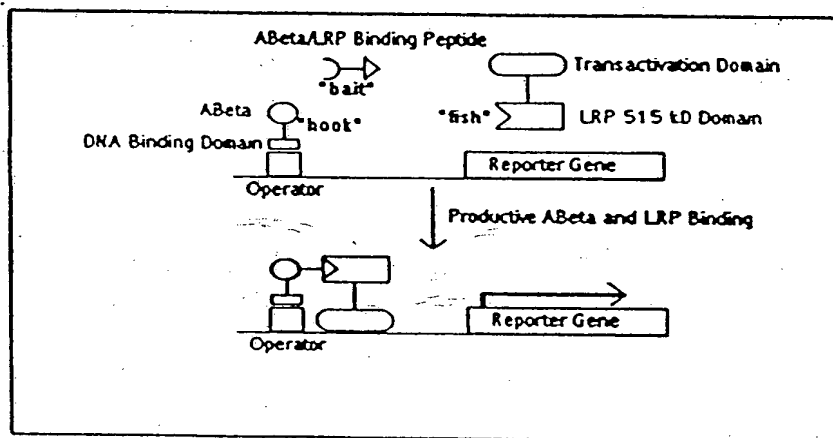 ABeta/LRP Binding Peptide
"bait"
Transactivation Domain
ABeta
"hook"
"fish"
LRP 515 kD Domain
DNA Binding Domain
Reporter Gene
Operator
Productive ABeta and LRP Binding
Reporter Gene
Operator